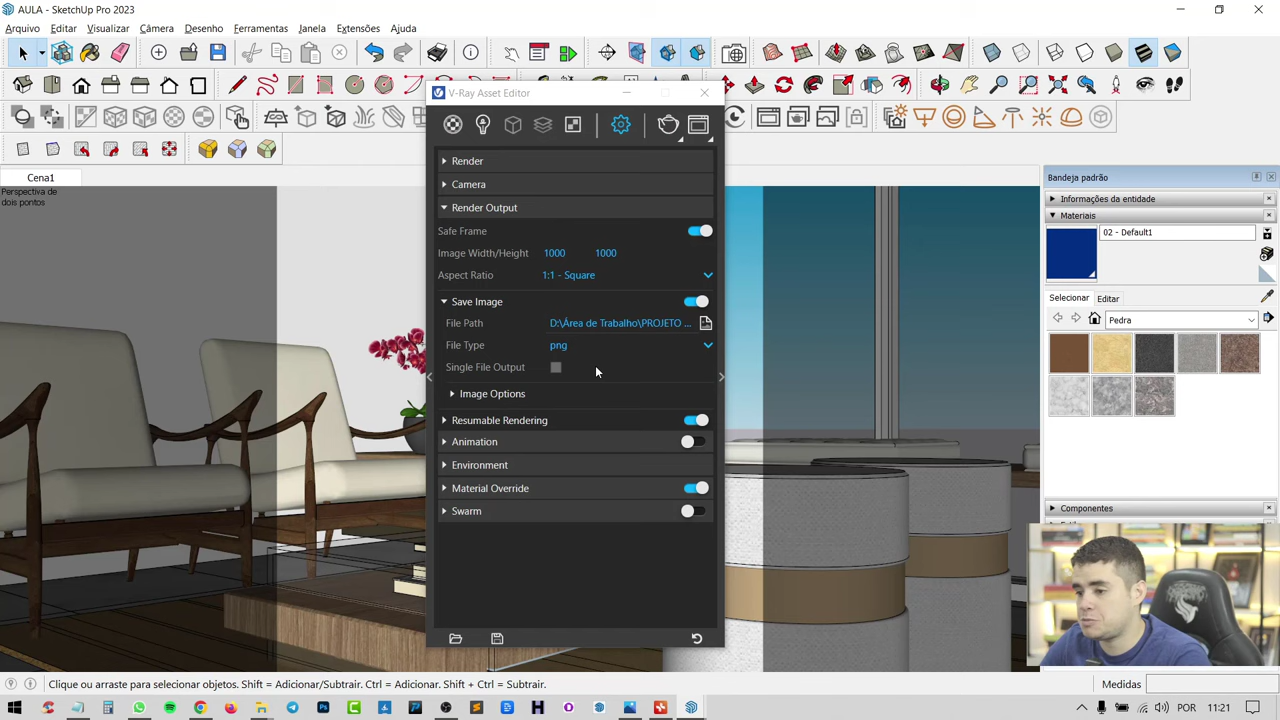 AULA - SketchUp Pro 2023
Arquivo Editar Visualizar Câmera Desenho Ferramentas Janela Extensões Ajuda
V-Ray Asset Editor
Cena1
Perspectiva de
dois pontos
Render
Camera
Render Output
Safe Frame
Image Width/Height 1000 1000
Aspect Ratio 1:1 - Square
Save Image
File Path D:\Área de Trabalho\PROJETO ...
File Type png
Single File Output
Image Options
Resumable Rendering
Animation
Environment
Material Override
Swarm
Bandeja padrão
Informações da entidade
Materiais
02 - Default1
Selecionar Editar
Pedra
Componentes
Clique ou arraste para selecionar objetos. Shift = Adicionar/Subtrair. Ctrl = Adicionar. Shift + Ctrl = Subtrair.
Medidas
POR 11:21